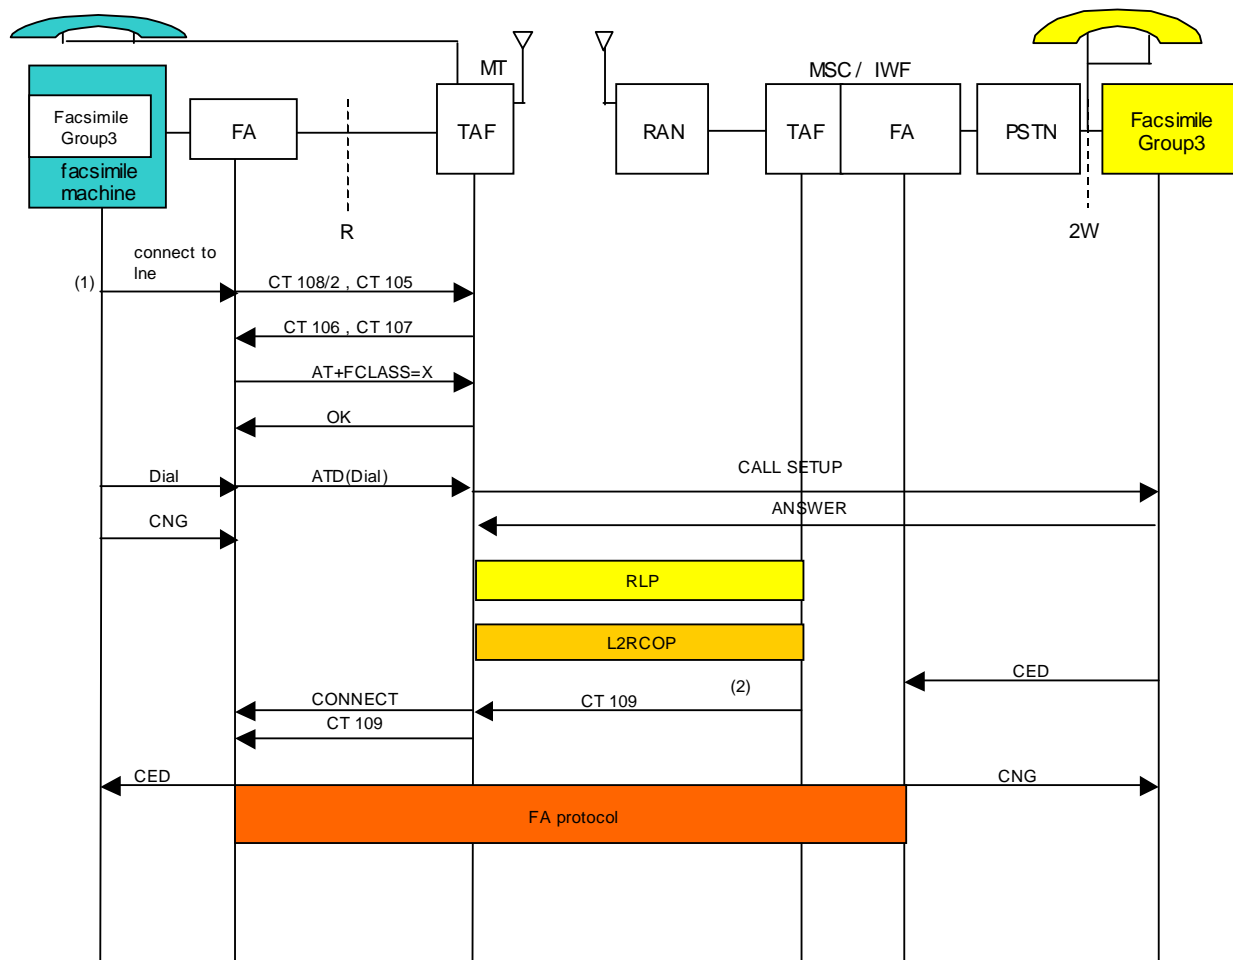 MT
MSC / IWF
Facsimile
Group3
facsimile
machine
FA
TAF
RAN
TAF
FA
PSTN
Facsimile
Group3
R
2W
connect to
lne
(1)
CT 108/2 , CT 105
CT 106 , CT 107
AT+FCLASS=X
OK
Dial
ATD(Dial)
CALL SETUP
CNG
ANSWER
RLP
L2RCOP
CED
(2)
CONNECT
CT 109
CT 109
CED
CNG
FA protocol